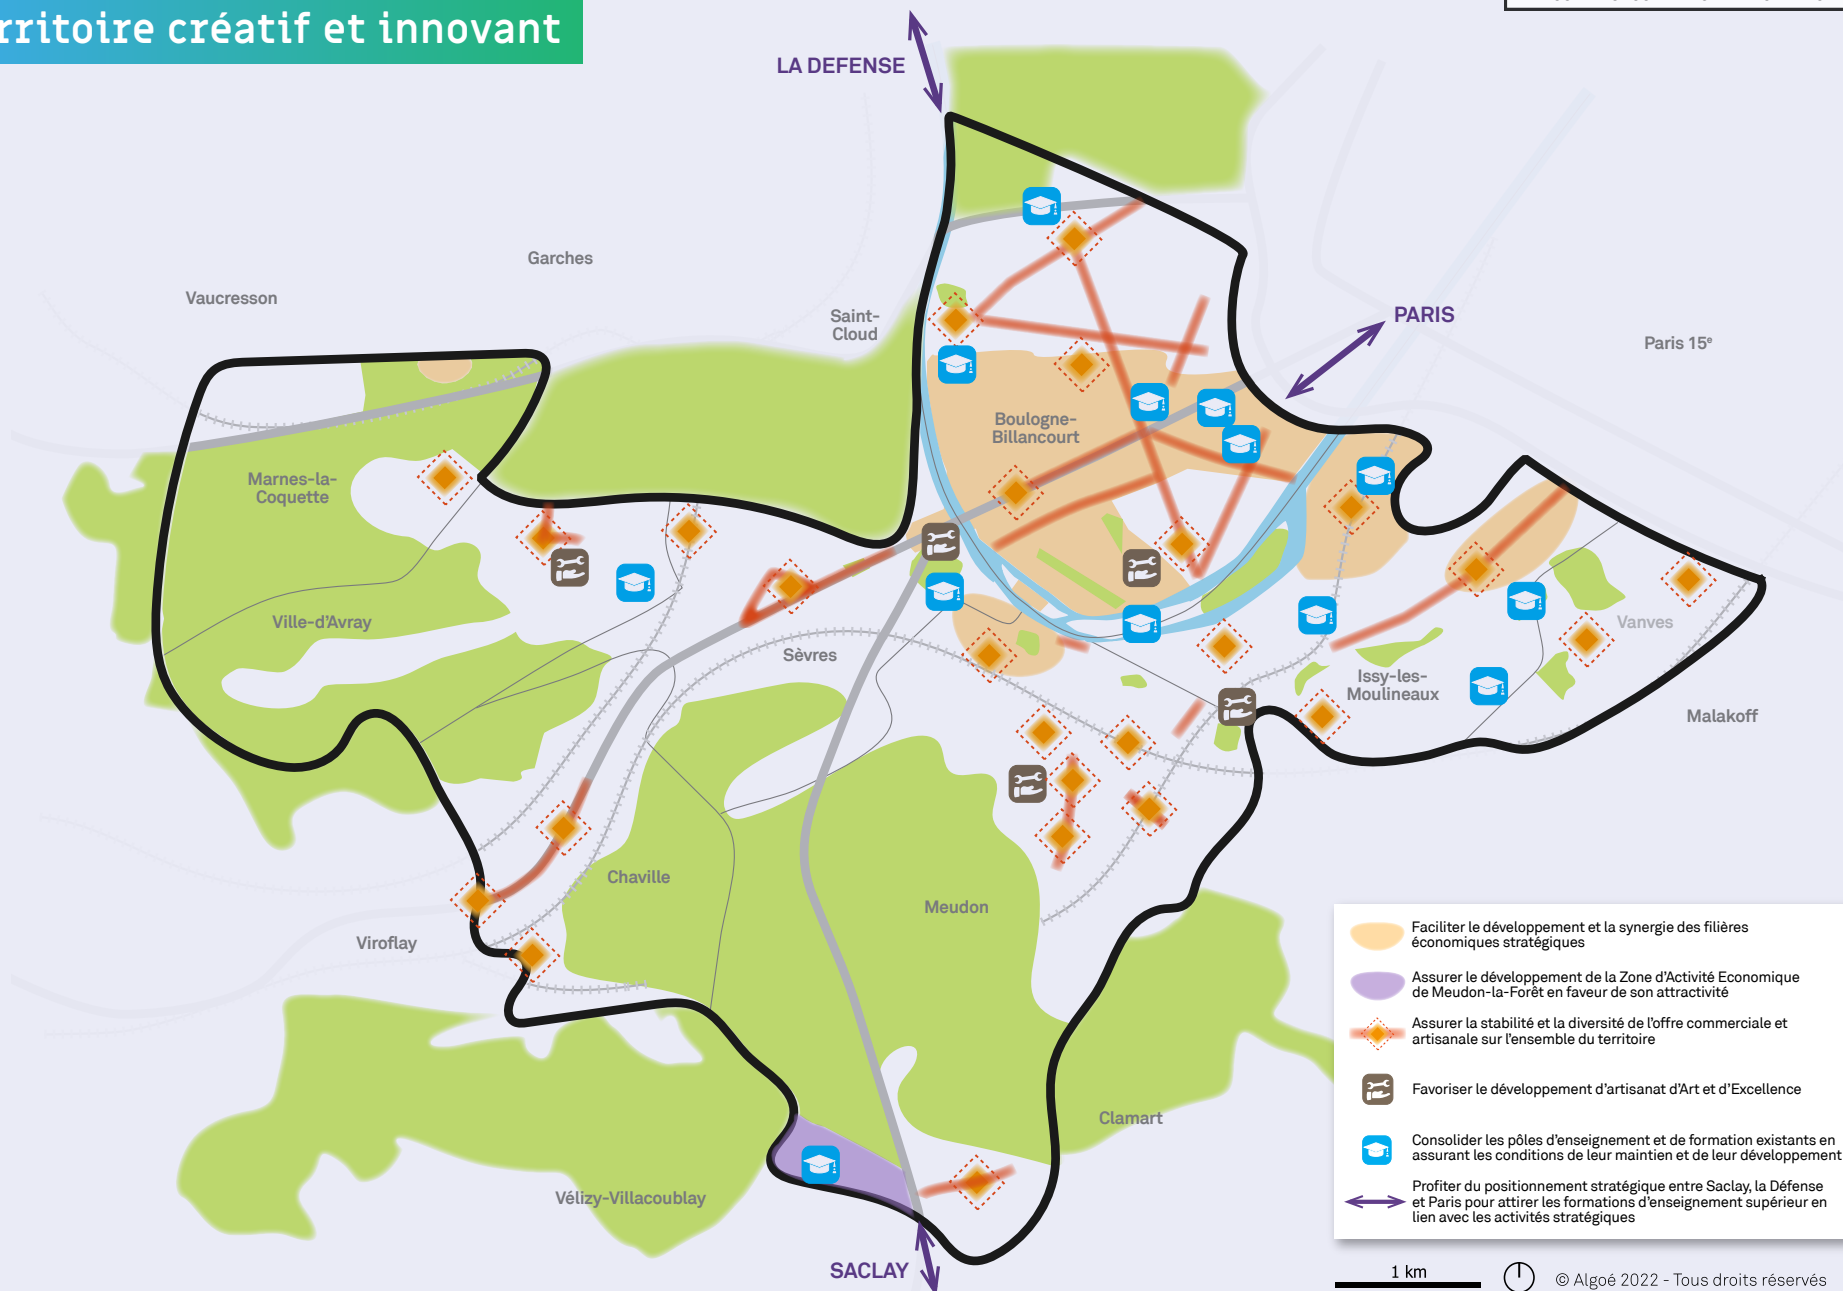 rritoire créatif et innovant
LA DEFENSE
Garches
Vaucresson
Saint-
Cloud
PARIS
Paris 15e
Boulogne-
Billancourt
Marnes-la-
Coquette
Ville-d’Avray
Sèvres
Vanves
Issy-les-
Moulineaux
Malakoff
Chaville
Meudon
Viroflay
Clamart
Vélizy-Villacoublay
SACLAY
Faciliter le développement et la synergie des filières
économiques stratégiques
Assurer le développement de la Zone d’Activité Economique
de Meudon-la-Forêt en faveur de son attractivité
Assurer la stabilité et la diversité de l’offre commerciale et
artisanale sur l’ensemble du territoire
Favoriser le développement d’artisanat d’Art et d’Excellence
Consolider les pôles d’enseignement et de formation existants en
assurant les conditions de leur maintien et de leur développement
Profiter du positionnement stratégique entre Saclay, la Défense
et Paris pour attirer les formations d’enseignement supérieur en
lien avec les activités stratégiques
1 km
© Algoé 2022 - Tous droits réservés